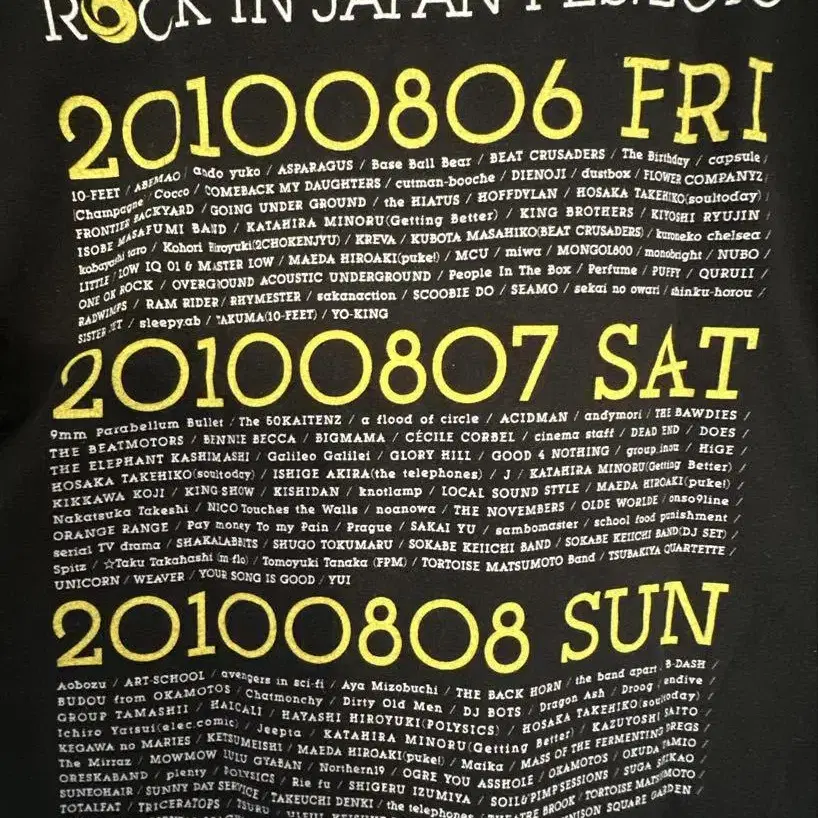 ROCK IN JAPAN FES. 2010
20100806 FRI
10-FEET / ABEMAO / ando yuko / ASPARAGUS / Base Ball Bear / BEAT CRUSADERS / The Birthday / capsule /
Champagne / Cocco / COMEBACK MY DAUGHTERS / cutman-booche / DIENOJI / dustbox / FLOWER COMPANYZ /
FRONTIER BACKYARD / GOING UNDER GROUND / the HIATUS / HOFFDYLAN / HOSAKA TAKEHIKO(soultoday) /
ISOBE MASAFUMI BAND / KATAHIRA MINORU(Getting Better) / KING BROTHERS / KIYOSHI RYUJIN /
kobayashi taro / Kohori Hiroyuki(2CHOKENJYU) / KREVA / KUBOTA MASAHIKO(BEAT CRUSADERS) / kuroneko chelsea /
LITTLE / LOW IQ 01 & MASTER LOW / MAEDA HIROAKI(puke!) / MCU / miwa / MONGOL800 / monobright / NUBO /
ONE OK ROCK / OVERGROUND ACOUSTIC UNDERGROUND / People In The Box / Perfume / PUFFY / QURULI /
RADWIMPS / RAM RIDER / RHYMESTER / sakanaction / SCOOBIE DO / SEAMO / sekai no owari / shinku-horou /
SISTER JET / sleepy.ab / TAKUMA(10-FEET) / YO-KING
20100807 SAT
9mm Parabellum Bullet / The 50KAITENZ / a flood of circle / ACIDMAN / andymori / THE BAWDIES /
THE BEATMOTORS / BENNIE BECCA / BIGMAMA / CÉCILE CORBEL / cinema staff / DEAD END / DOES /
THE ELEPHANT KASHIMASHI / Galileo Galilei / GLORY HILL / GOOD 4 NOTHING / group_inou / HiGE /
HOSAKA TAKEHIKO(soultoday) / ISHIGE AKIRA(the telephones) / J / KATAHIRA MINORU(Getting Better) /
KIKKAWA KOJI / KING SHOW / KISHIDAN / knotlamp / LOCAL SOUND STYLE / MAEDA HIROAKI(puke!) /
Nakatsuka Takeshi / NICO Touches the Walls / noanowa / THE NOVEMBERS / OLDE WORLDE / onso9line /
ORANGE RANGE / Pay money To my Pain / Prague / SAKAI YU / sambomaster / school food punishment /
serial TV drama / SHAKALABBITS / SHUGO TOKUMARU / SOKABE KEIICHI BAND / SOKABE KEIICHI BAND(DJ SET) /
Spitz / ☆Taku Takahashi (m-flo) / Tomoyuki Tanaka (FPM) / TORTOISE MATSUMOTO Band / TSUBAKIYA QUARTETTE /
UNICORN / WEAVER / YOUR SONG IS GOOD / YUI
20100808 SUN
Aobozu / ART-SCHOOL / avengers in sci-fi / Aya Mizobuchi / THE BACK HORN / the band apart / B-DASH /
BUDOU from OKAMOTOS / Chatmonchy / Dirty Old Men / DJ BOTS / Dragon Ash / Droog / endive /
GROUP TAMASHII / HAICALI / HAYASHI HIROYUKI(POLYSICS) / HOSAKA TAKEHIKO (soultoday) /
Ichiro Yatsui(elec.comic) / Jeepta / KATAHIRA MINORU(Getting Better) / KAZUYOSHI SAITO /
KEGAWA no MARIES / KETSUMEISHI / MAEDA HIROAKI(puke!) / Maika / MASS OF THE FERMENTING DREGS /
The Mirraz / MOWMOW LULU GYABAN / Northern19 / OGRE YOU ASSHOLE / OKAMOTOS / OKUDA TAMIO /
ORESKABAND / plenty / POLYSICS / Rie fu / SHIGERU IZUMIYA / SOIL&"PIMP"SESSIONS / SUGA SHIKAO /
SUNEOHAIR / SUNNY DAY SERVICE / TAKEUCHI DENKI / the telephones / THEATRE BROOK / TORTOISE MATSUMOTO /
TOTALFAT / TRICERATOPS / TSURU / SQUARE GARDEN /